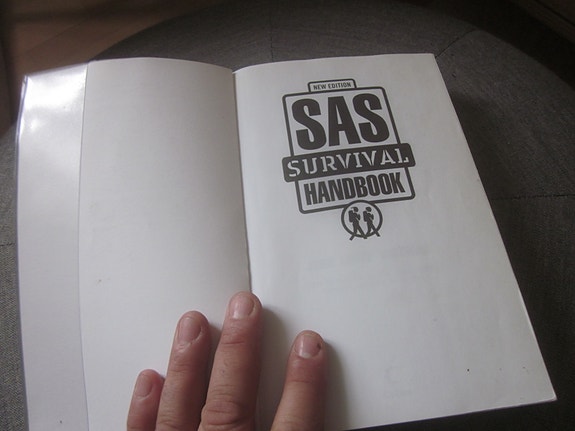 NEW EDITION
SAS
SURVIVAL
HANDBOOK